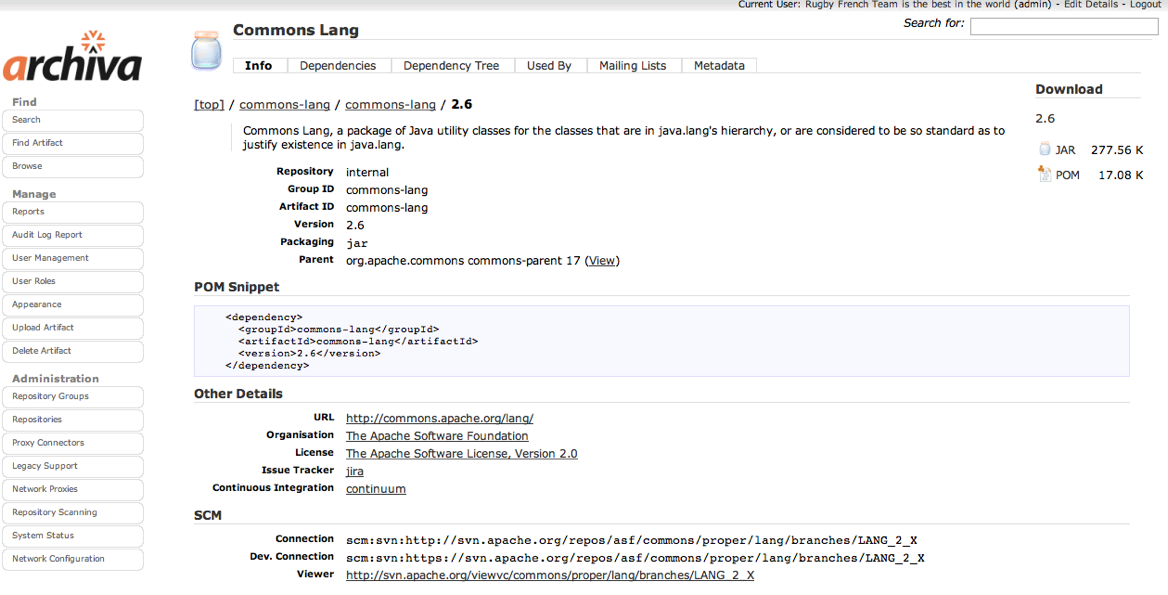 Current User: Rugby French Team is the best in the world (admin) - Edit Details - Logout
Search for:
archiva
Commons Lang
Info Dependencies Dependency Tree Used By Mailing Lists Metadata
Find
Search
Find Artifact
Browse
Manage
Reports
Audit Log Report
User Management
User Roles
Appearance
Upload Artifact
Delete Artifact
Administration
Repository Groups
Repositories
Proxy Connectors
Legacy Support
Network Proxies
Repository Scanning
System Status
Network Configuration
[top] / commons-lang / commons-lang / 2.6
Commons Lang, a package of Java utility classes for the classes that are in java.lang's hierarchy, or are considered to be so standard as to
justify existence in java.lang.
Repository internal
Group ID commons-lang
Artifact ID commons-lang
Version 2.6
Packaging jar
Parent org.apache.commons commons-parent 17 (View)
POM Snippet
<dependency>
<groupId>commons-lang</groupId>
<artifactId>commons-lang</artifactId>
<version>2.6</version>
</dependency>
Other Details
URL http://commons.apache.org/lang/
Organisation The Apache Software Foundation
License The Apache Software License, Version 2.0
Issue Tracker jira
Continuous Integration continuum
SCM
Connection scm:svn:http://svn.apache.org/repos/asf/commons/proper/lang/branches/LANG_2_X
Dev. Connection scm:svn:https://svn.apache.org/repos/asf/commons/proper/lang/branches/LANG_2_X
Viewer http://svn.apache.org/viewvc/commons/proper/lang/branches/LANG_2_X
Download
2.6
JAR 277.56 K
POM 17.08 K